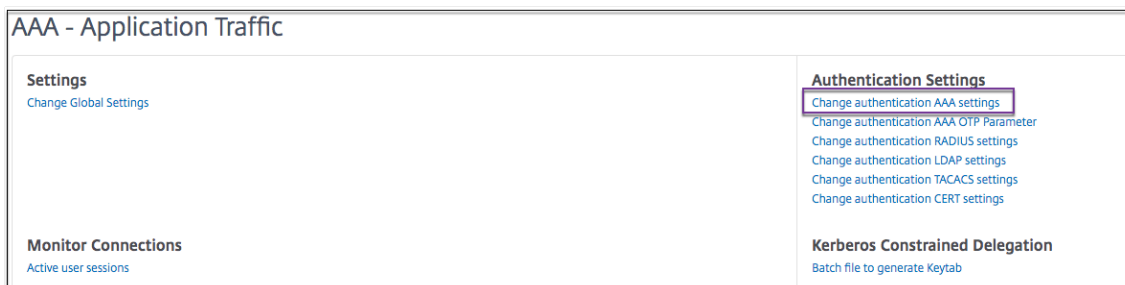 AAA - Application Traffic
Settings
Change Global Settings
Authentication Settings
Change authentication AAA settings
Change authentication AAA OTP Parameter
Change authentication RADIUS settings
Change authentication LDAP settings
Change authentication TACACS settings
Change authentication CERT settings
Monitor Connections
Active user sessions
Kerberos Constrained Delegation
Batch file to generate Keytab